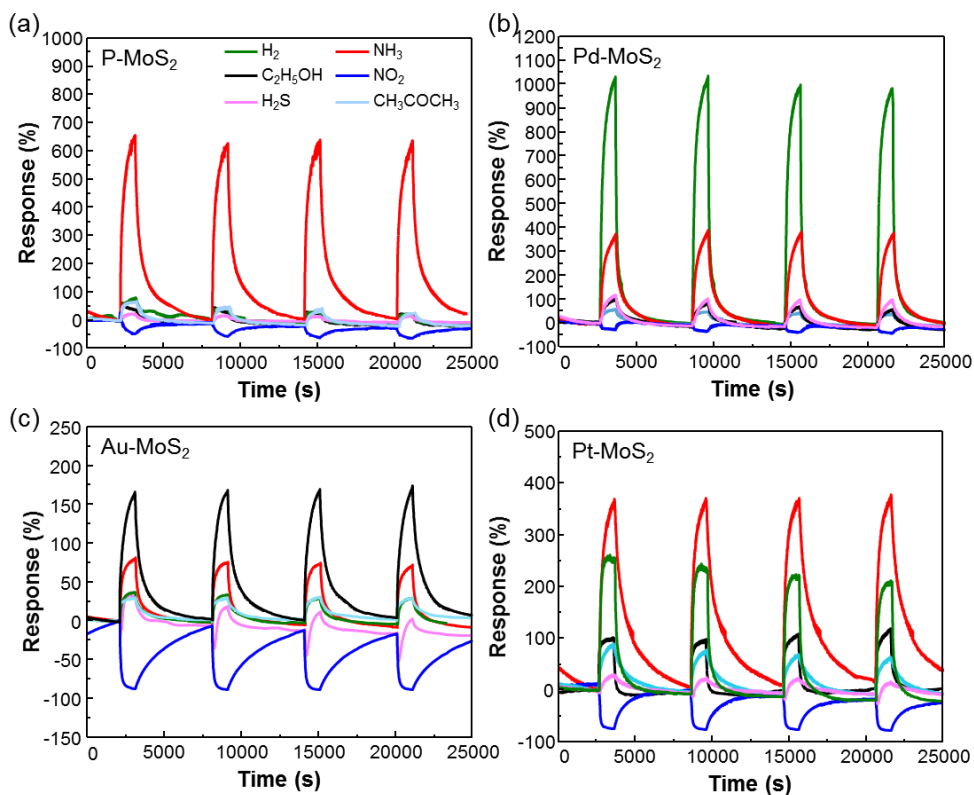 (a)
P-MoS₂
H₂
NH₃
C₂H₅OH
NO₂
H₂S
CH₃COCH₃
1000
900
800
700
600
500
400
300
200
100
0
-100
Response (%)
0 5000 10000 15000 20000 25000
Time (s)
(b)
Pd-MoS₂
1200
1100
1000
900
800
700
600
500
400
300
200
100
0
-100
Response (%)
0 5000 10000 15000 20000 25000
Time (s)
(c)
Au-MoS₂
250
200
150
100
50
0
-50
-100
-150
Response (%)
0 5000 10000 15000 20000 25000
Time (s)
(d)
Pt-MoS₂
500
400
300
200
100
0
-100
Response (%)
0 5000 10000 15000 20000 25000
Time (s)